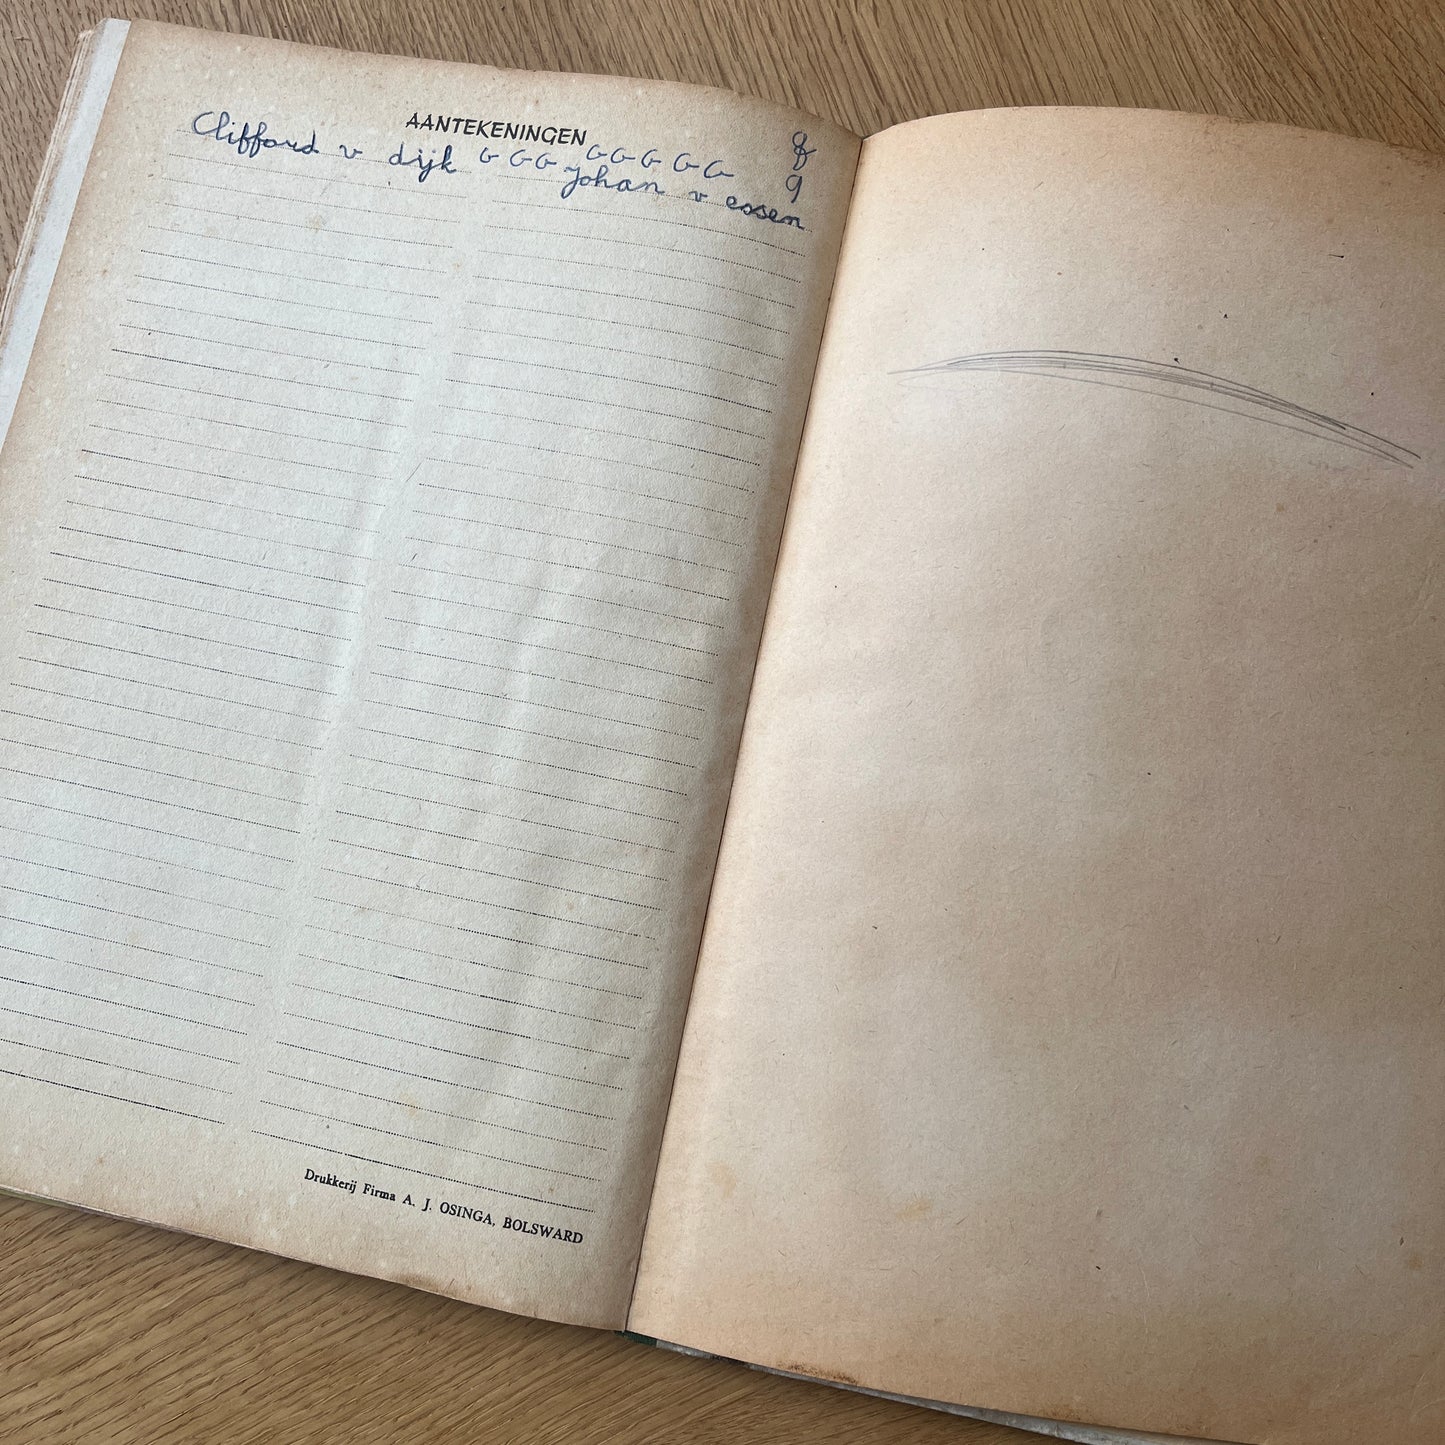 AANTEKENINGEN
Clifford v dijk G G G G G G G G 8
9
Johan v essen
Drukkerij Firma A. J. OSINGA, BOLSWARD